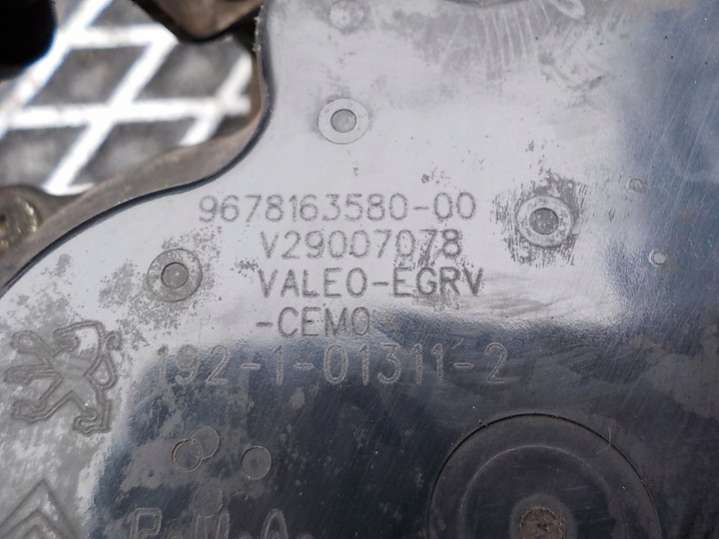 9678163580-00
V29007078
VALEO-EGRV
-CEMO
192-1-01311-2